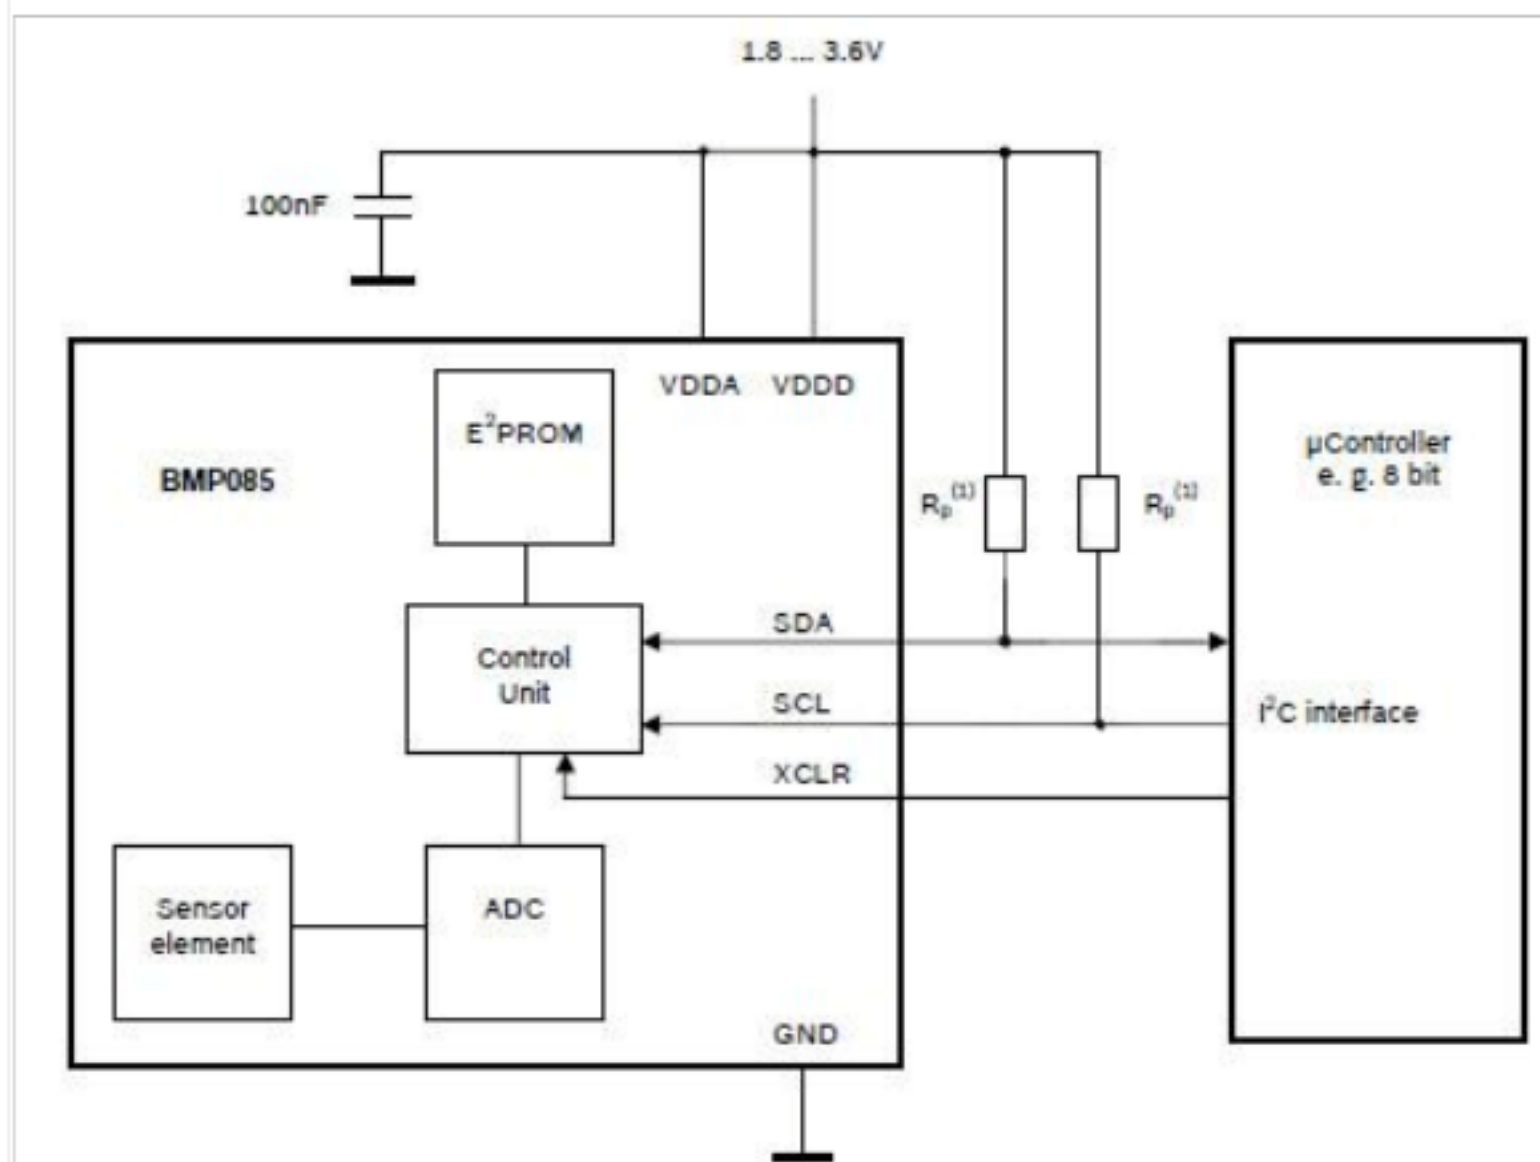 1.8 ... 3.6V
100nF
VDDA VDDD
E²PROM
BMP085
µController
e. g. 8 bit
Rp(1)
Rp(1)
SDA
Control
Unit
SCL
I²C interface
XCLR
Sensor
element
ADC
GND